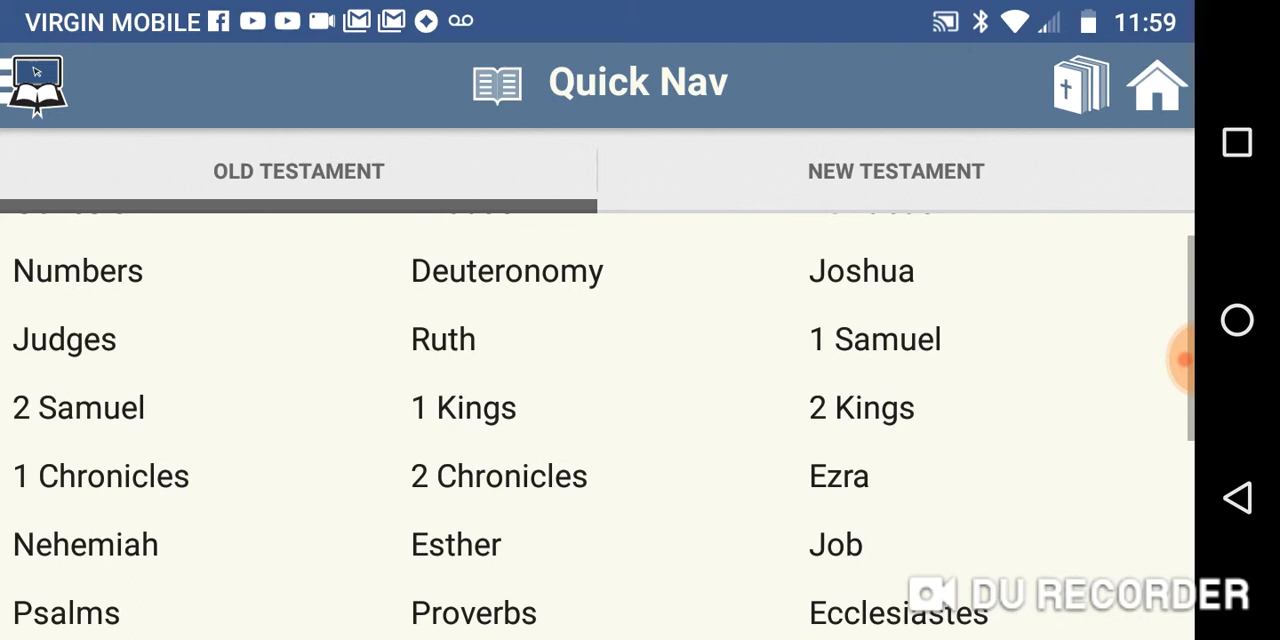 VIRGIN MOBILE 11:59
Quick Nav
OLD TESTAMENT NEW TESTAMENT
Numbers Deuteronomy Joshua
Judges Ruth 1 Samuel
2 Samuel 1 Kings 2 Kings
1 Chronicles 2 Chronicles Ezra
Nehemiah Esther Job
Psalms Proverbs Ecclesiastes
DU RECORDER